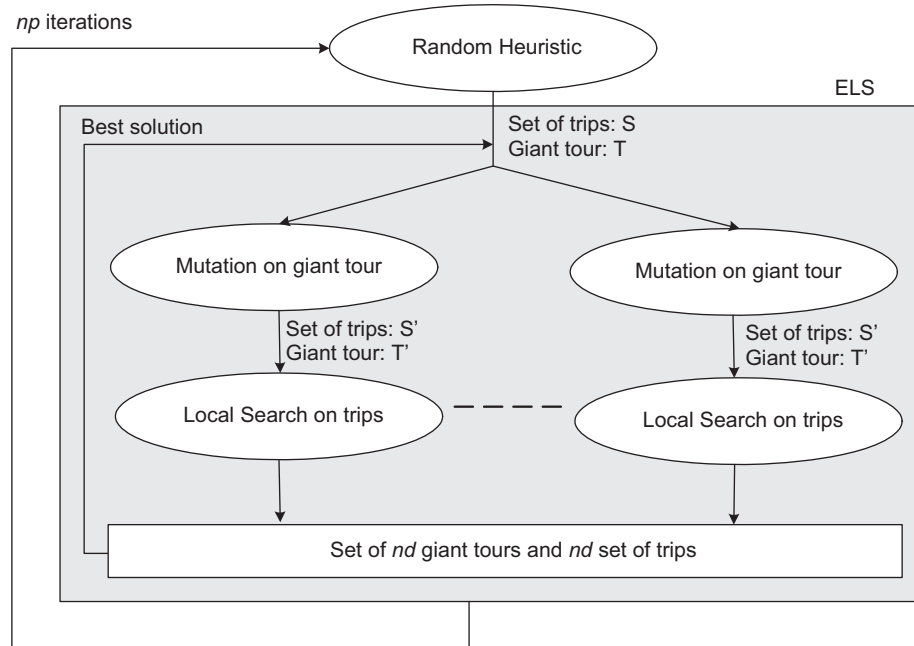 np iterations
Random Heuristic
ELS
Best solution
Set of trips: S
Giant tour: T
Mutation on giant tour
Mutation on giant tour
Set of trips: S'
Giant tour: T'
Set of trips: S'
Giant tour: T'
Local Search on trips
Local Search on trips
Set of nd giant tours and nd set of trips